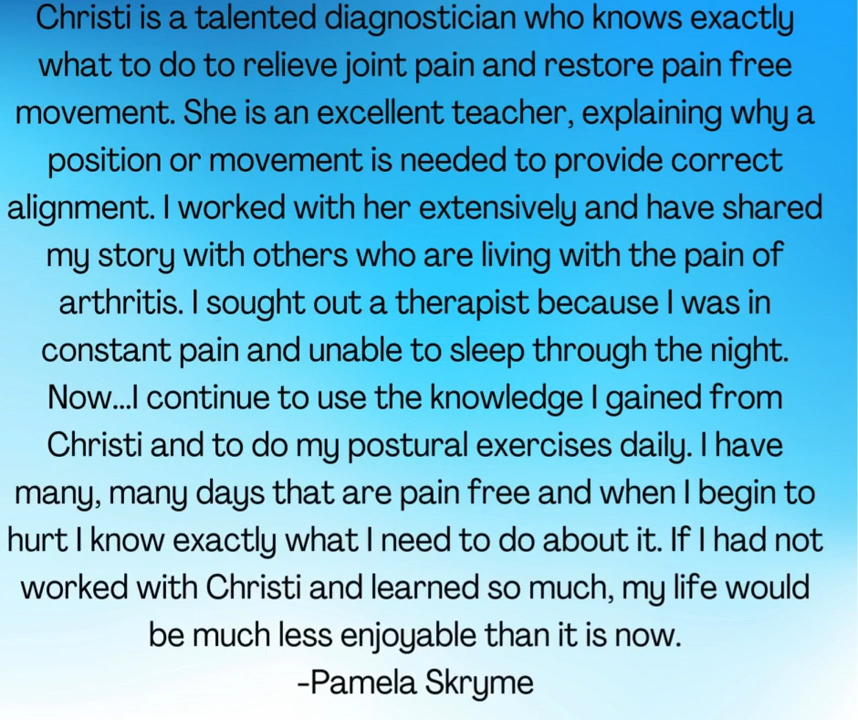 Christi is a talented diagnostician who knows exactly
what to do to relieve joint pain and restore pain free
movement. She is an excellent teacher, explaining why a
position or movement is needed to provide correct
alignment. I worked with her extensively and have shared
my story with others who are living with the pain of
arthritis. I sought out a therapist because I was in
constant pain and unable to sleep through the night.
Now...I continue to use the knowledge I gained from
Christi and to do my postural exercises daily. I have
many, many days that are pain free and when I begin to
hurt I know exactly what I need to do about it. If I had not
worked with Christi and learned so much, my life would
be much less enjoyable than it is now.
-Pamela Skryme